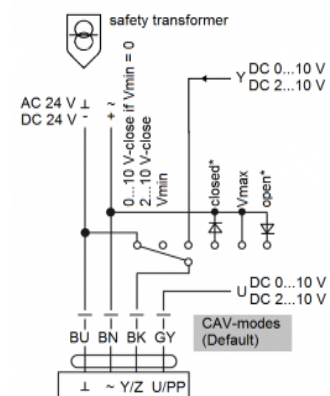 safety transformer
Y DC 0...10 V
DC 2...10 V
AC 24 V ⊥
DC 24 V -
+ ~
0...10 V-close if Vmin = 0
2...10 V-close
Vmin
closed*
Vmax
open*
U DC 0...10 V
DC 2...10 V
CAV-modes
(Default)
BU BN BK GY
⊥ ~ Y/Z U/PP